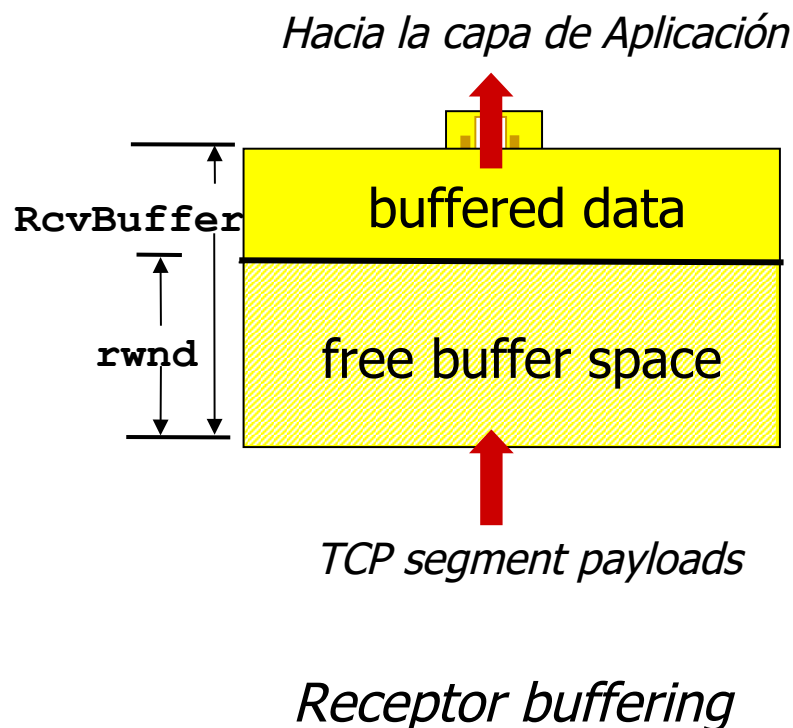 Hacia la capa de Aplicación
RcvBuffer
buffered data
rwnd
free buffer space
TCP segment payloads
Receptor buffering